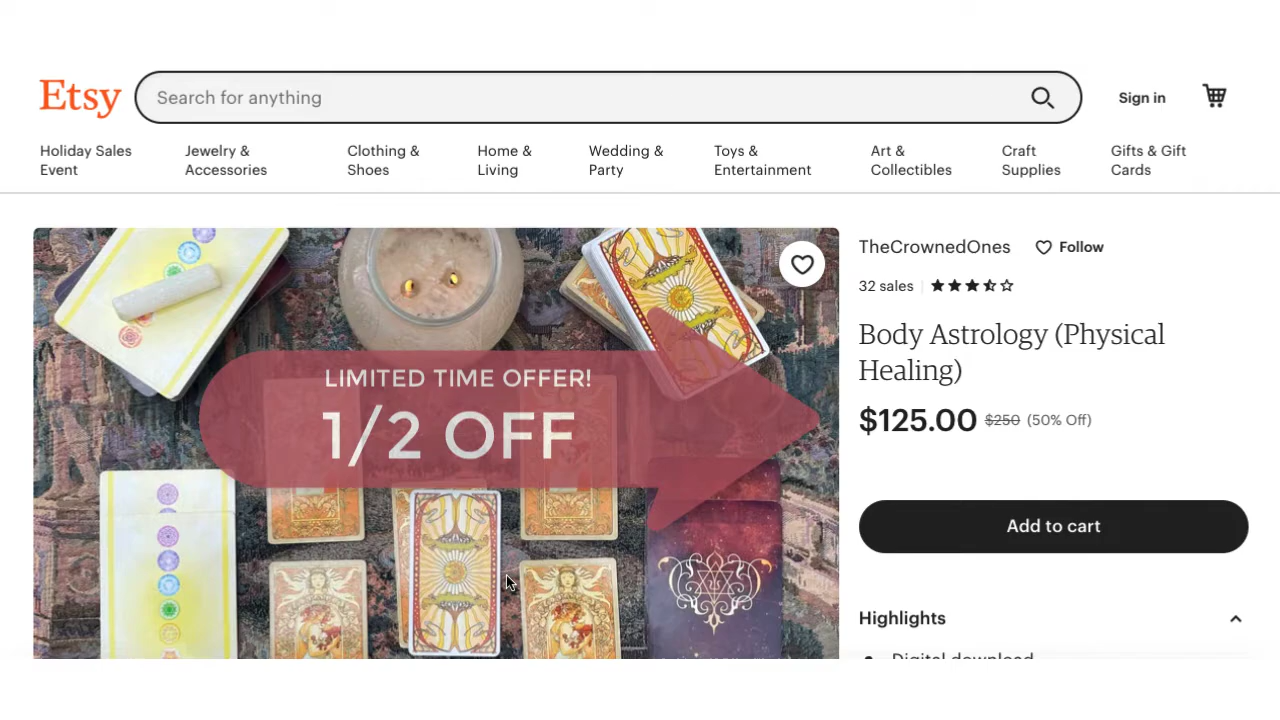 Etsy
Search for anything
Sign in
Holiday Sales
Event
Jewelry &
Accessories
Clothing &
Shoes
Home &
Living
Wedding &
Party
Toys &
Entertainment
Art &
Collectibles
Craft
Supplies
Gifts & Gift
Cards
LIMITED TIME OFFER!
1/2 OFF
TheCrownedOnes
Follow
32 sales
Body Astrology (Physical
Healing)
$125.00 $250 (50% Off)
Add to cart
Highlights
Digital download